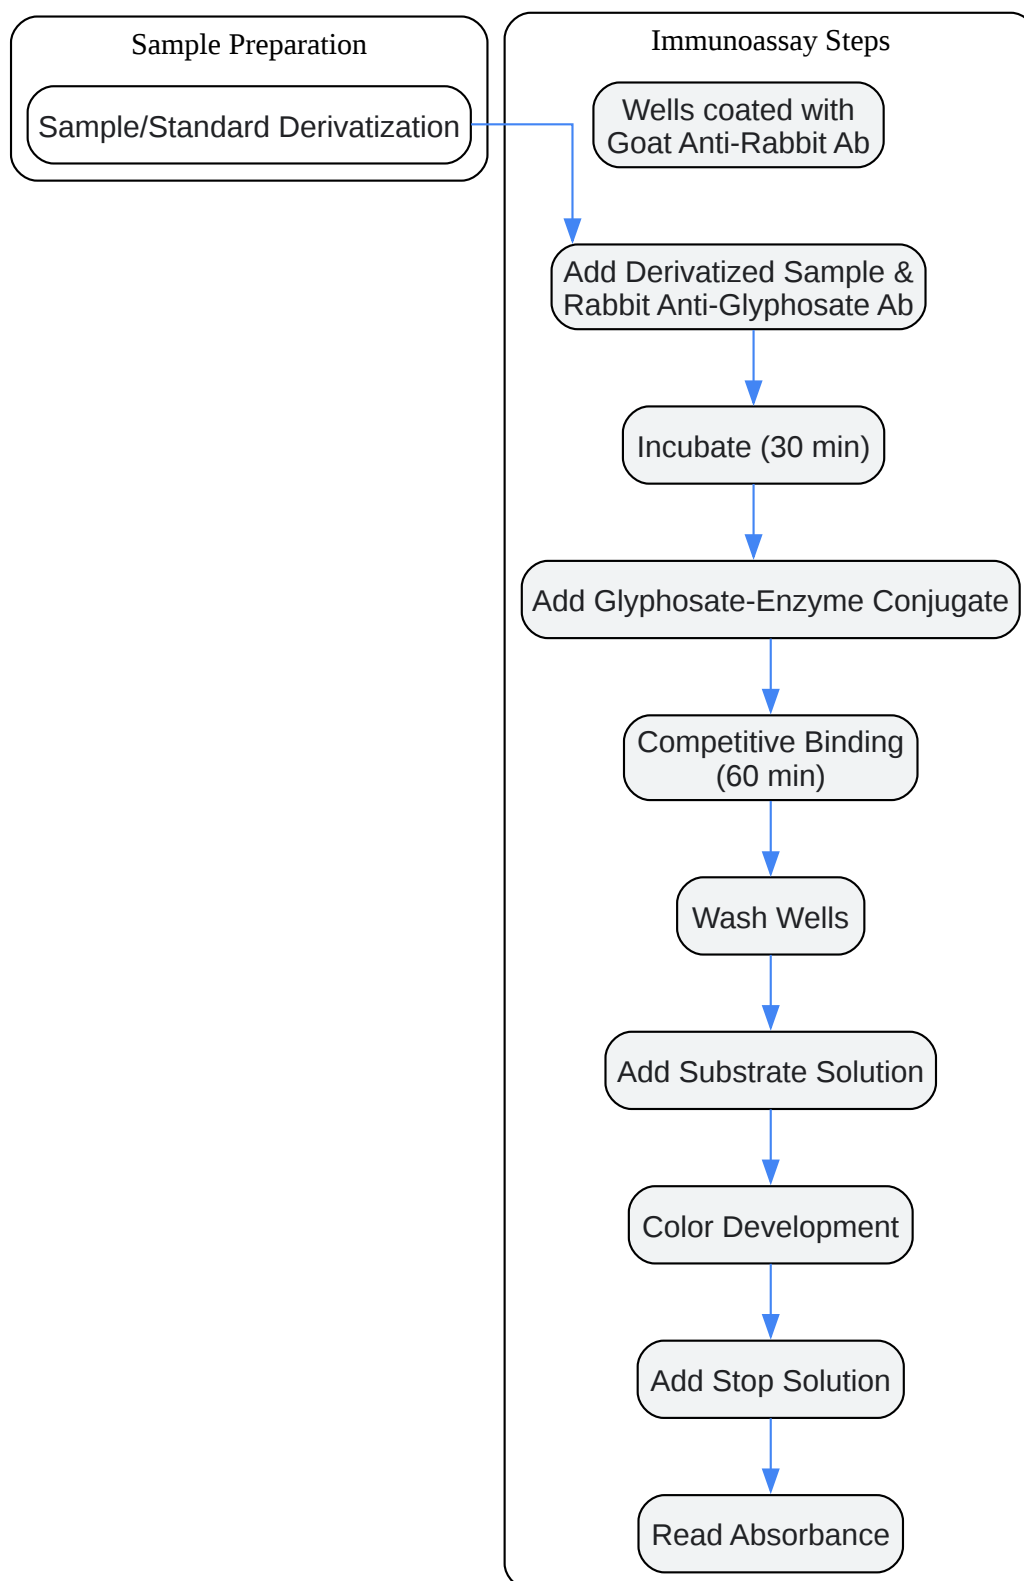 Sample Preparation
Sample/Standard Derivatization
Immunoassay Steps
Wells coated with
Goat Anti-Rabbit Ab
Add Derivatized Sample &
Rabbit Anti-Glyphosate Ab
Incubate (30 min)
Add Glyphosate-Enzyme Conjugate
Competitive Binding
(60 min)
Wash Wells
Add Substrate Solution
Color Development
Add Stop Solution
Read Absorbance